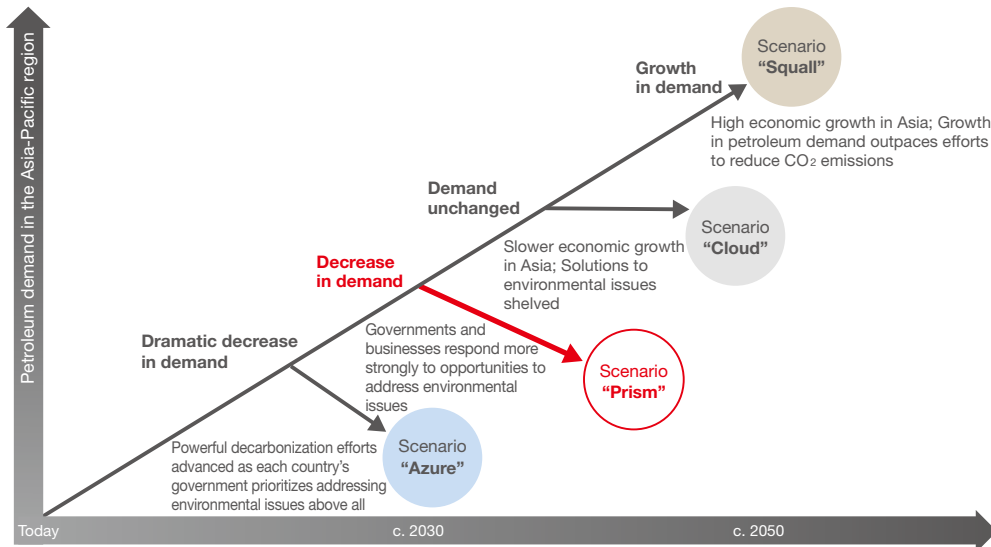 Petroleum demand in the Asia-Pacific region
Growth
in demand
Scenario
“Squall”
High economic growth in Asia; Growth
in petroleum demand outpaces efforts
to reduce CO₂ emissions
Demand
unchanged
Scenario
“Cloud”
Slower economic growth
in Asia; Solutions to
environmental issues
shelved
Decrease
in demand
Governments and
businesses respond more
strongly to opportunities to
address environmental
issues
Scenario
“Prism”
Dramatic decrease
in demand
Powerful decarbonization efforts
advanced as each country’s
government prioritizes addressing
environmental issues above all
Scenario
“Azure”
Today
c. 2030
c. 2050